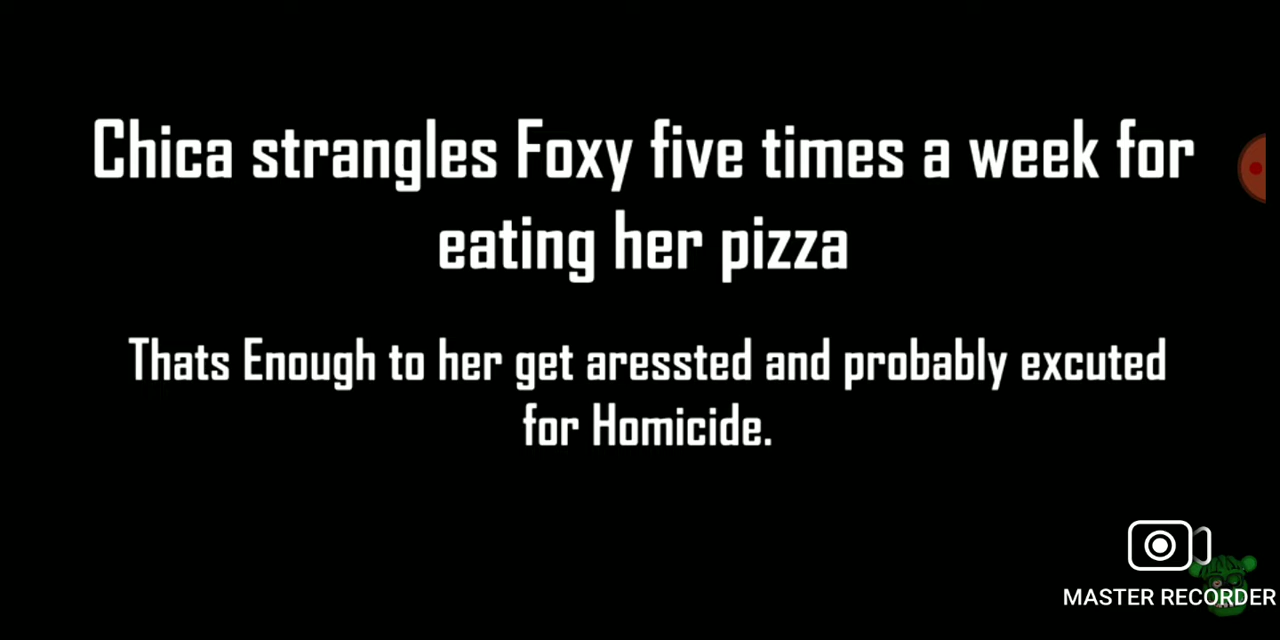 Chica strangles Foxy five times a week for
eating her pizza
Thats Enough to her get aressted and probably excuted
for Homicide.
MASTER RECORDER